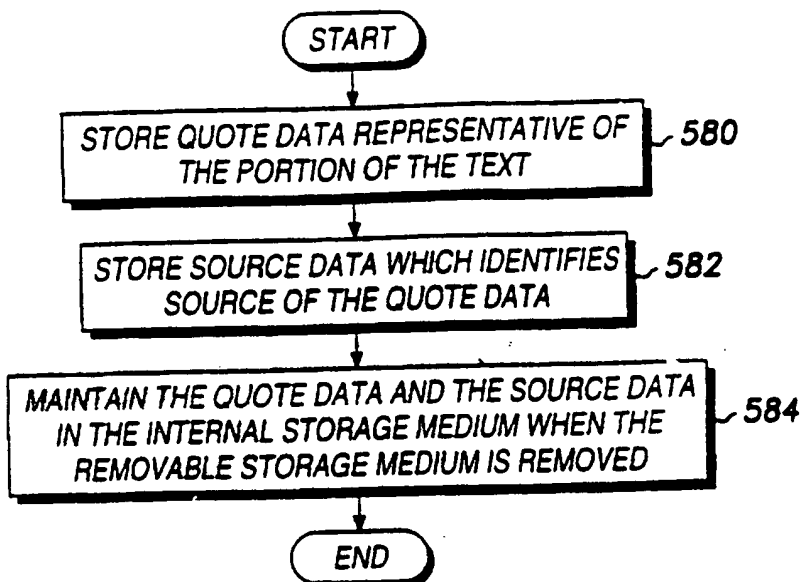 START
STORE QUOTE DATA REPRESENTATIVE OF
THE PORTION OF THE TEXT
580
STORE SOURCE DATA WHICH IDENTIFIES
SOURCE OF THE QUOTE DATA
582
MAINTAIN THE QUOTE DATA AND THE SOURCE DATA
IN THE INTERNAL STORAGE MEDIUM WHEN THE
REMOVABLE STORAGE MEDIUM IS REMOVED
584
END